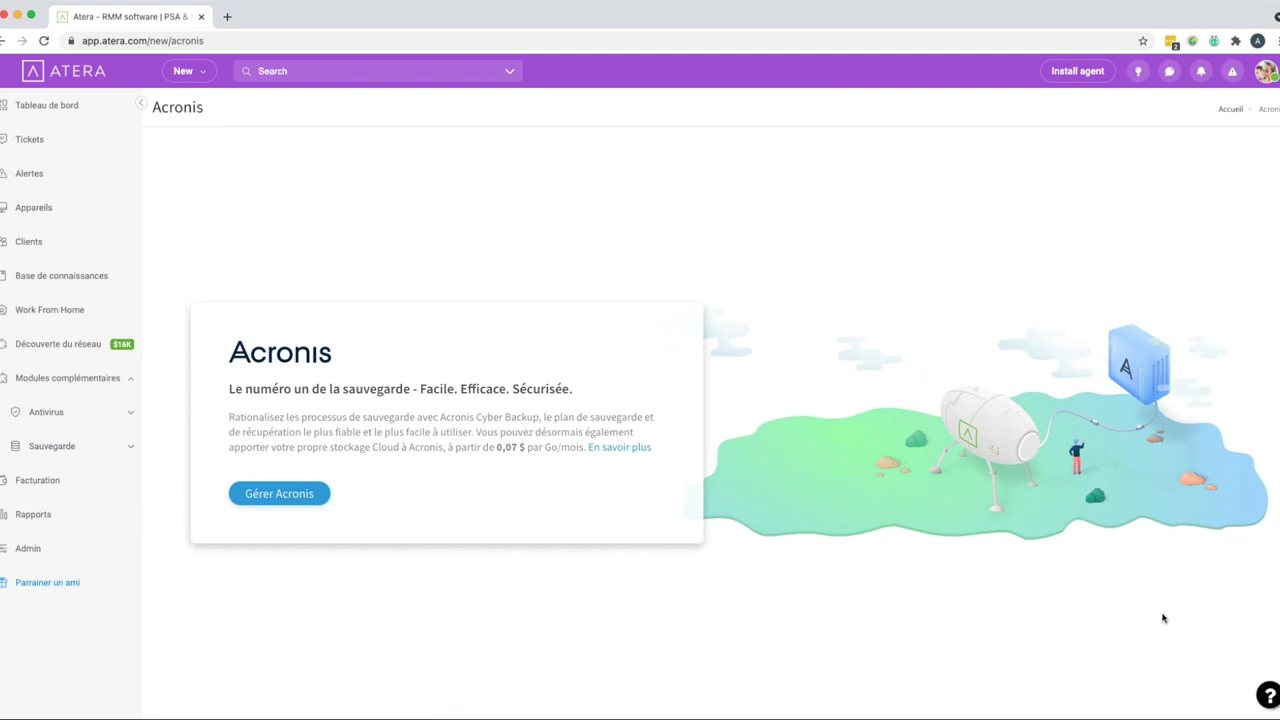 Atera - RMM software | PSA &
app.atera.com/new/acronis
2
A
ATERA
New
Search
Install agent
Tableau de bord
Acronis
Accueil > Acroni
Tickets
Alertes
Appareils
Clients
Base de connaissances
Work From Home
Découverte du réseau $16K
Modules complémentaires
Antivirus
Sauvegarde
Facturation
Rapports
Admin
Parrainer un ami
Acronis
Le numéro un de la sauvegarde - Facile. Efficace. Sécurisée.
Rationalisez les processus de sauvegarde avec Acronis Cyber Backup, le plan de sauvegarde et
de récupération le plus fiable et le plus facile à utiliser. Vous pouvez désormais également
apporter votre propre stockage Cloud à Acronis, à partir de 0,07 $ par Go/mois. En savoir plus
Gérer Acronis
A
?